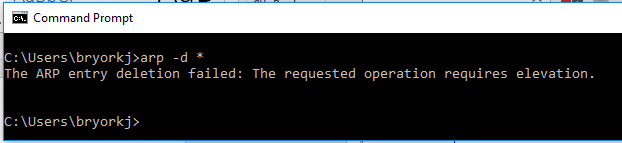 Command Prompt
C:\Users\bryorkj>arp -d *
The ARP entry deletion failed: The requested operation requires elevation.
C:\Users\bryorkj>